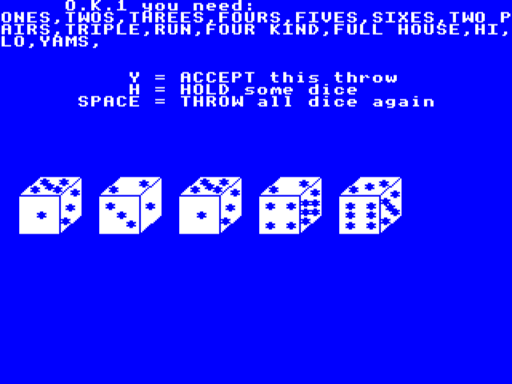 O.K.1 you need:
ONES,TWOS,THREES,FOURS,FIVES,SIXES,TWO P
AIRS,TRIPLE,RUN,FOUR KIND,FULL HOUSE,HI,
LO,YAMS,
Y = ACCEPT this throw
H = HOLD some dice
SPACE = THROW all dice again